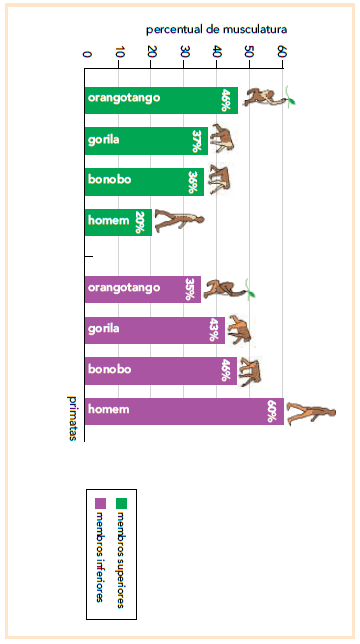 percentual de musculatura
0
10
20
30
40
50
60
orangotango
46%
gorila
37%
bonobo
36%
homem
20%
orangotango
35%
gorila
43%
bonobo
46%
homem
60%
primatas
membros superiores
membros inferiores